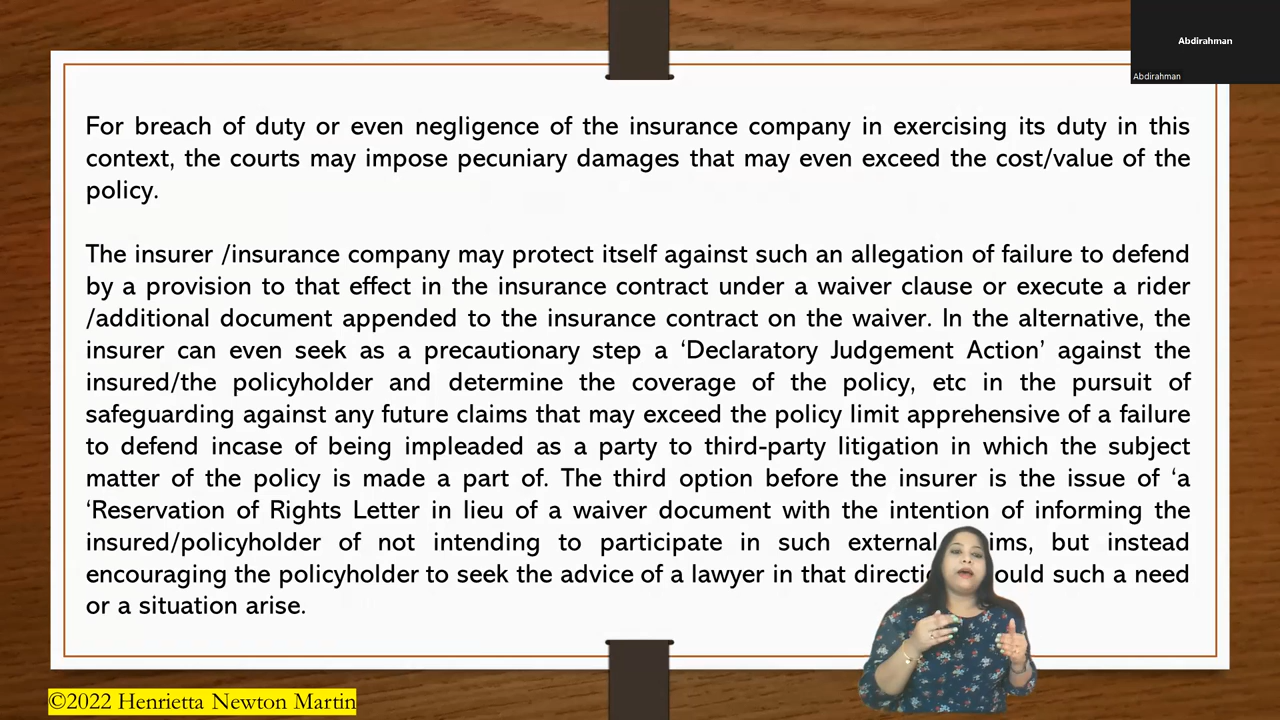 Abdirahman
Abdirahman
For breach of duty or even negligence of the insurance company in exercising its duty in this
context, the courts may impose pecuniary damages that may even exceed the cost/value of the
policy.
The insurer /insurance company may protect itself against such an allegation of failure to defend
by a provision to that effect in the insurance contract under a waiver clause or execute a rider
/additional document appended to the insurance contract on the waiver. In the alternative, the
insurer can even seek as a precautionary step a ‘Declaratory Judgement Action’ against the
insured/the policyholder and determine the coverage of the policy, etc in the pursuit of
safeguarding against any future claims that may exceed the policy limit apprehensive of a failure
to defend incase of being impleaded as a party to third-party litigation in which the subject
matter of the policy is made a part of. The third option before the insurer is the issue of ‘a
‘Reservation of Rights Letter in lieu of a waiver document with the intention of informing the
insured/policyholder of not intending to participate in such external but instead
encouraging the policyholder to seek the advice of a lawyer in that such a need
or a situation arise.
©2022 Henrietta Newton Martin